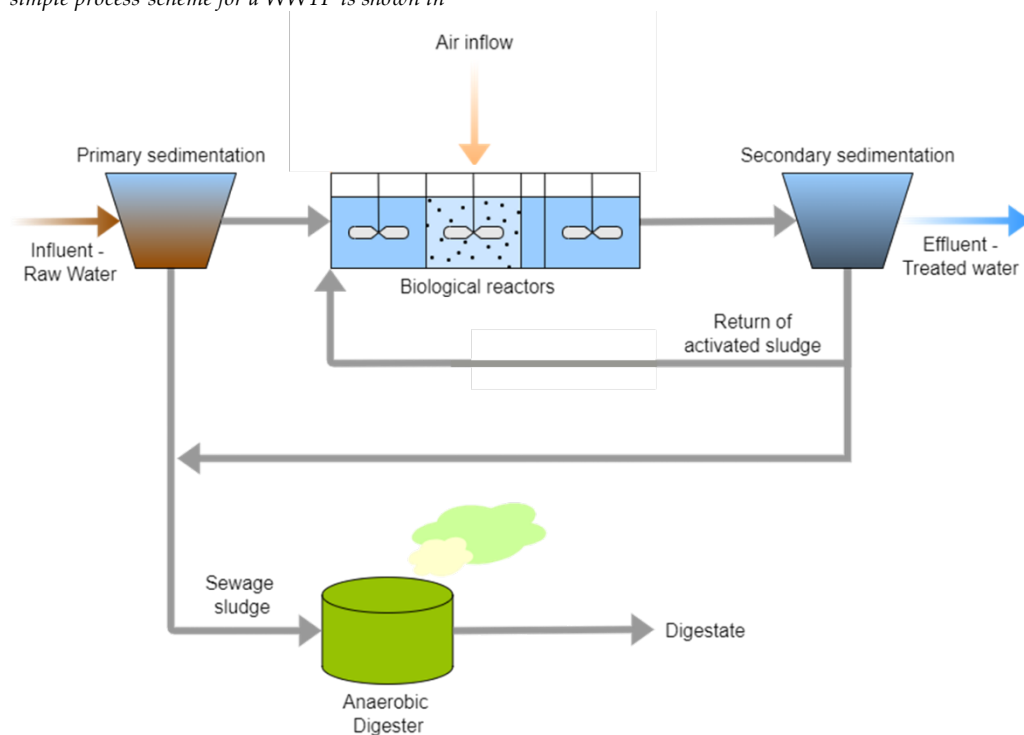 simple process scheme for a WWTP is shown in
Air inflow
Primary sedimentation
Secondary sedimentation
Influent -
Raw Water
Effluent -
Treated water
Biological reactors
Return of
activated sludge
Sewage
sludge
Digestate
Anaerobic
Digester